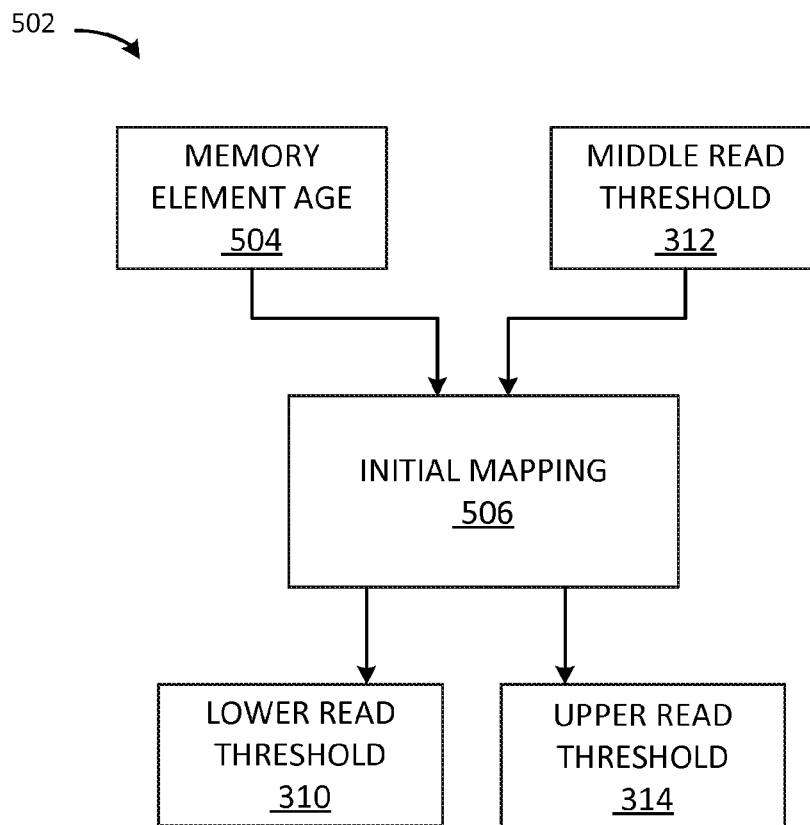 502
MEMORY
ELEMENT AGE
504
MIDDLE READ
THRESHOLD
312
INITIAL MAPPING
506
LOWER READ
THRESHOLD
310
UPPER READ
THRESHOLD
314